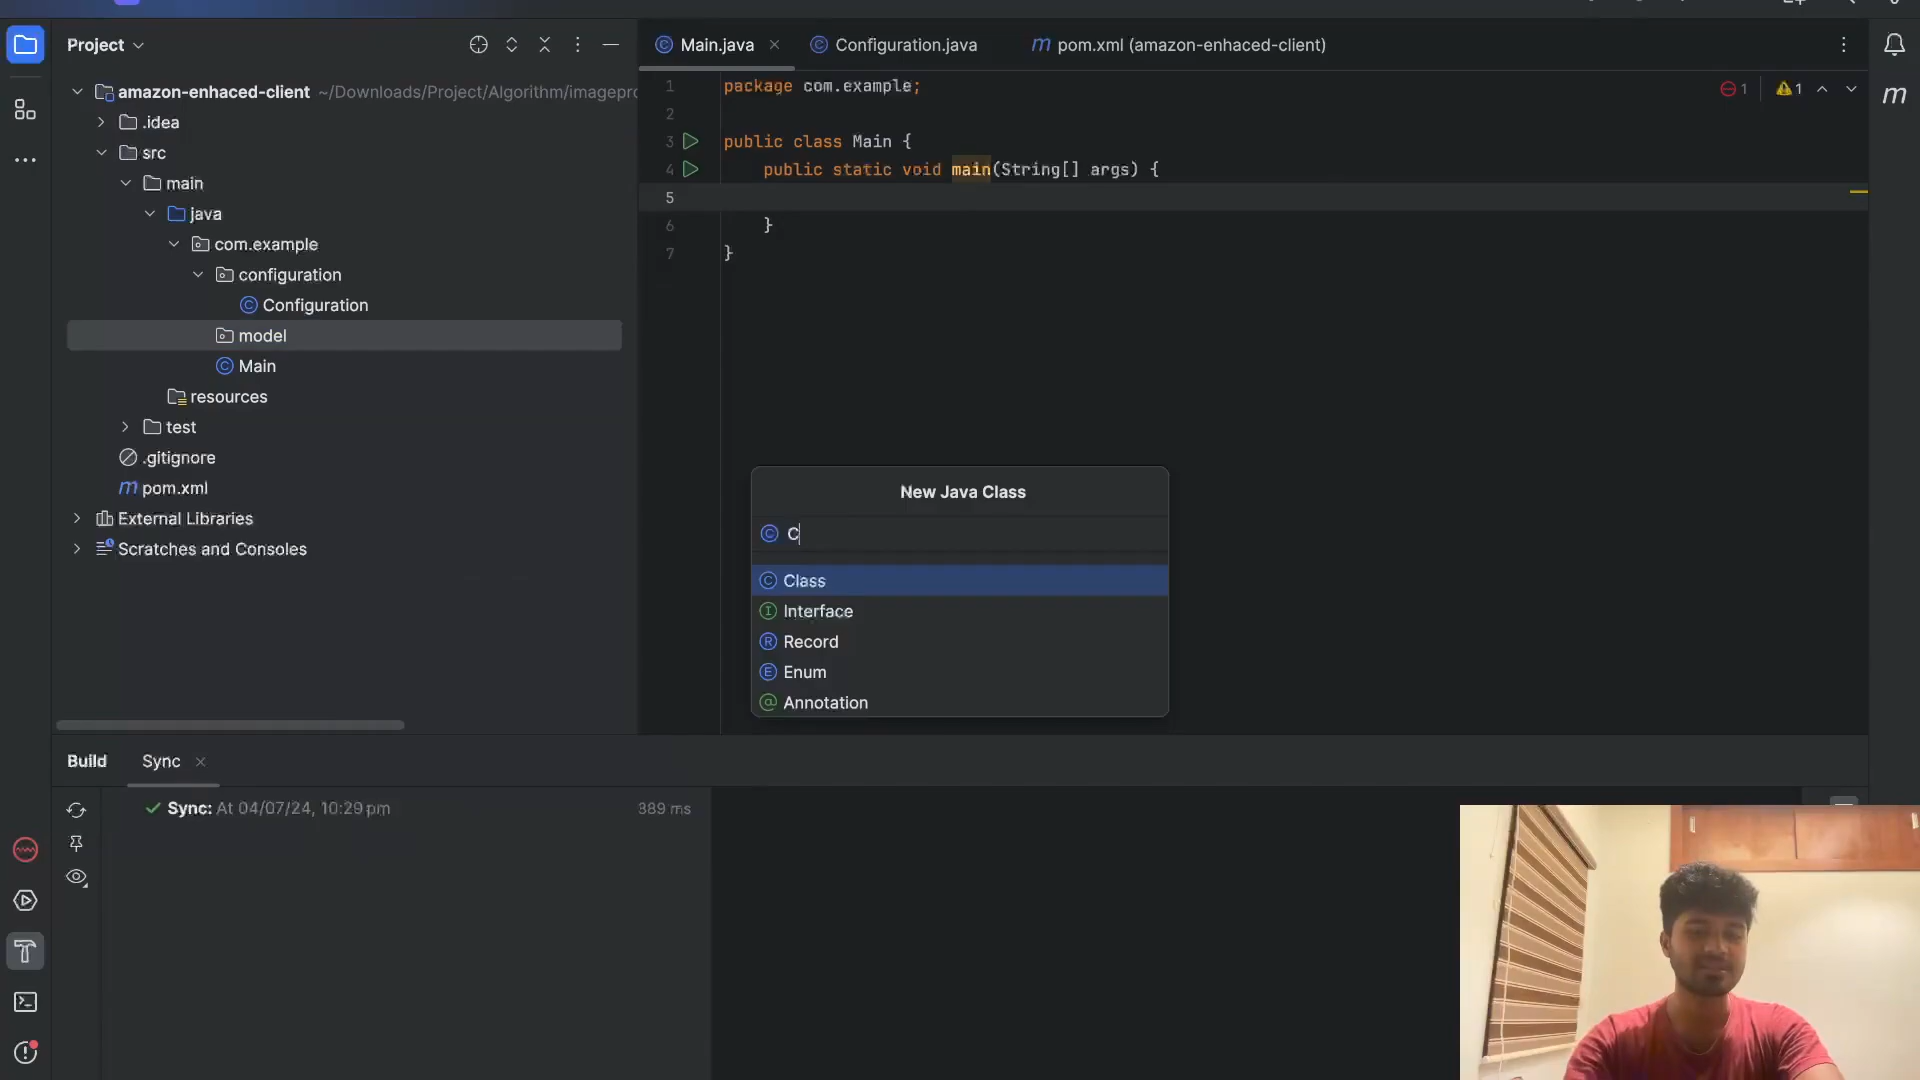 Project
Main.java
Configuration.java
m pom.xml (amazon-enhaced-client)
amazon-enhaced-client ~/Downloads/Project/Algorithm/imagepro
.idea
src
main
java
com.example
configuration
Configuration
model
Main
resources
test
.gitignore
m pom.xml
External Libraries
Scratches and Consoles
1 package com.example;
2
3 public class Main {
4 public static void main(String[] args) {
5
6 }
7 }
1 1
m
New Java Class
C
Class
Interface
Record
Enum
Annotation
Build
Sync
Sync: At 04/07/24, 10:29 pm 389 ms